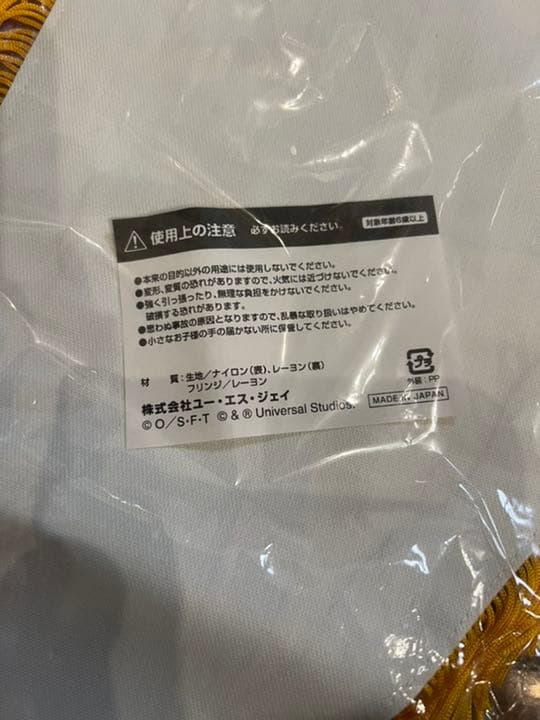 使用上の注意 必ずお読みください。 対象年齢6歳以上
●本来の目的以外の用途には使用しないでください。
●変形、変質の恐れがありますので、火気には近づけないでください。
●強く引っ張ったり、無理な負担をかけないでください。
破損する恐れがあります。
●思わぬ事故の原因となりますので、乱暴な取り扱いはやめてください。
●小さなお子様の手の届かない所に保管してください。
材 質:生地/ナイロン(表)、レーヨン(裏)
フリンジ/レーヨン
プラ
外装:PP
株式会社ユー・エス・ジェイ
MADE IN JAPAN
©O/S・F・T ©&® Universal Studios.